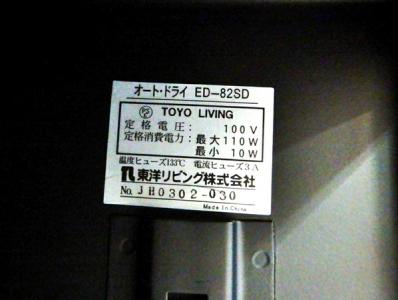 オート・ドライ ED-82SD
TOYO LIVING
定格電圧: 100V
定格消費電力: 最大110W
最小 10W
温度ヒューズ133℃ 電流ヒューズ3A
東洋リビング株式会社
No. JH0302-030
Made In China